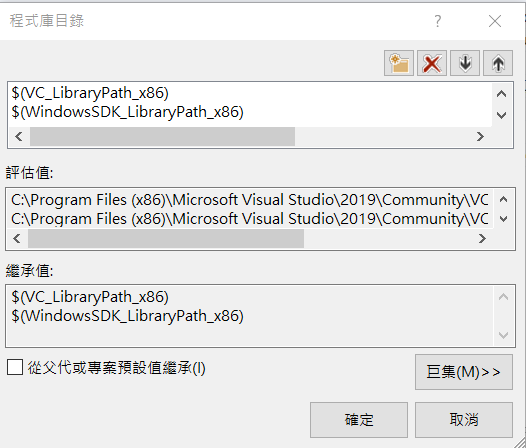 程式庫目錄
$(VC_LibraryPath_x86)
$(WindowsSDK_LibraryPath_x86)
評估值:
C:\Program Files (x86)\Microsoft Visual Studio\2019\Community\VC
C:\Program Files (x86)\Microsoft Visual Studio\2019\Community\VC
繼承值:
$(VC_LibraryPath_x86)
$(WindowsSDK_LibraryPath_x86)
從父代或專案預設值繼承(I)
巨集(M)>>
確定
取消